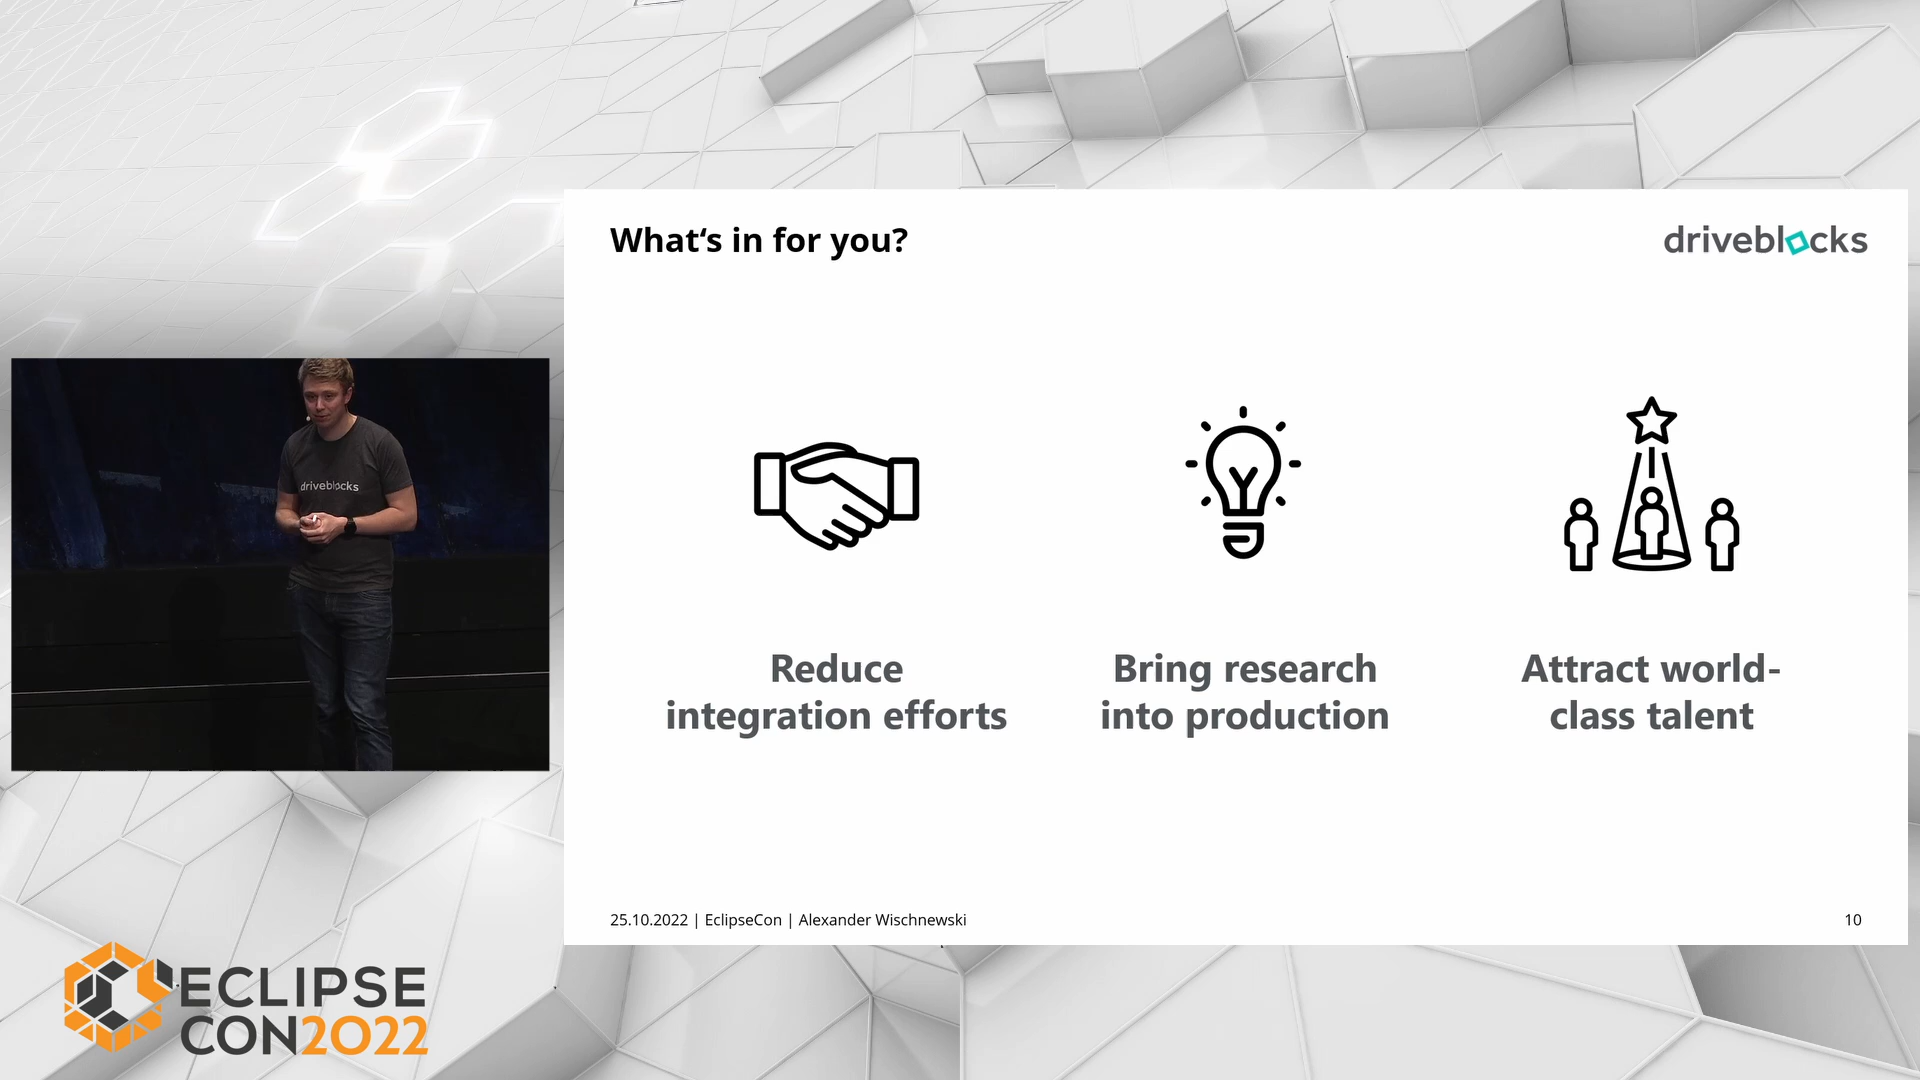 What‘s in for you?
driveblocks
driveblocks
Reduce
integration efforts
Bring research
into production
Attract world-
class talent
25.10.2022 | EclipseCon | Alexander Wischnewski
10
ECLIPSE
CON2022